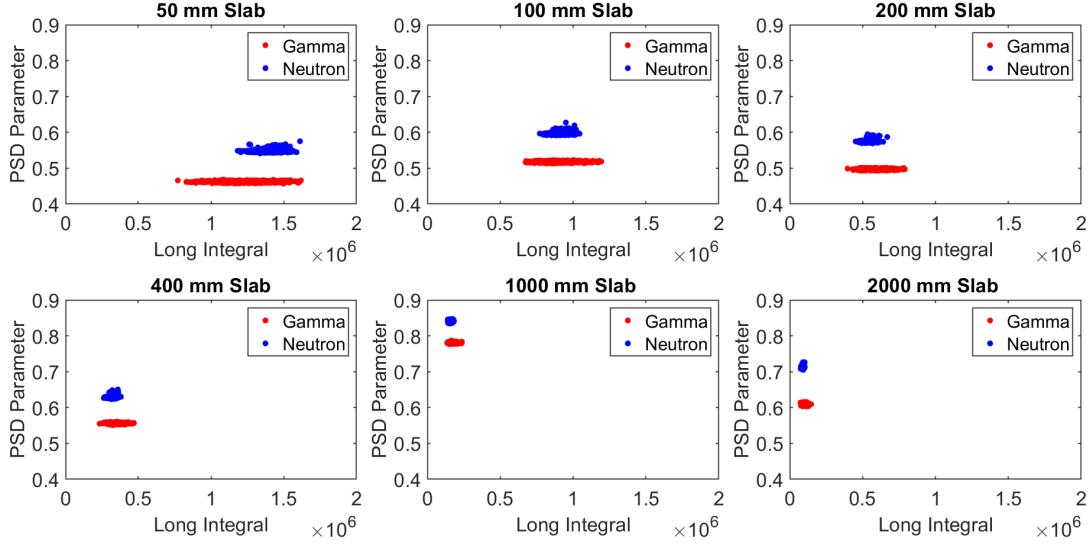 50 mm Slab
0.9
0.8
0.7
0.6
0.5
0.4
PSD Parameter
Gamma
Neutron
0 0.5 1 1.5 2
Long Integral
×10^6
100 mm Slab
0.9
0.8
0.7
0.6
0.5
0.4
PSD Parameter
Gamma
Neutron
0 0.5 1 1.5 2
Long Integral
×10^6
200 mm Slab
0.9
0.8
0.7
0.6
0.5
0.4
PSD Parameter
Gamma
Neutron
0 0.5 1 1.5 2
Long Integral
×10^6
400 mm Slab
0.9
0.8
0.7
0.6
0.5
0.4
PSD Parameter
Gamma
Neutron
0 0.5 1 1.5 2
Long Integral
×10^6
1000 mm Slab
0.9
0.8
0.7
0.6
0.5
0.4
PSD Parameter
Gamma
Neutron
0 0.5 1 1.5 2
Long Integral
×10^6
2000 mm Slab
0.9
0.8
0.7
0.6
0.5
0.4
PSD Parameter
Gamma
Neutron
0 0.5 1 1.5 2
Long Integral
×10^6